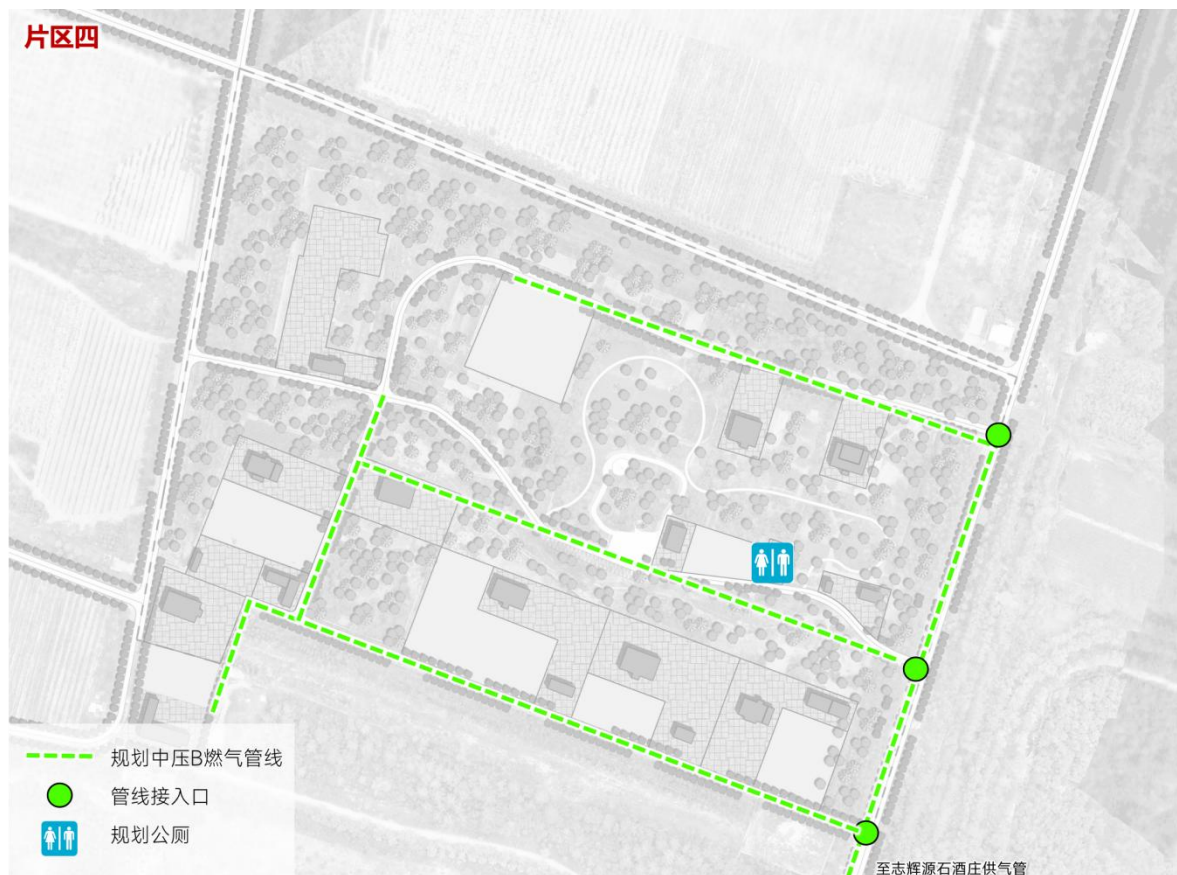 片区四
规划中压B燃气管线
管线接入口
规划公厕
至志辉源石酒庄供气管